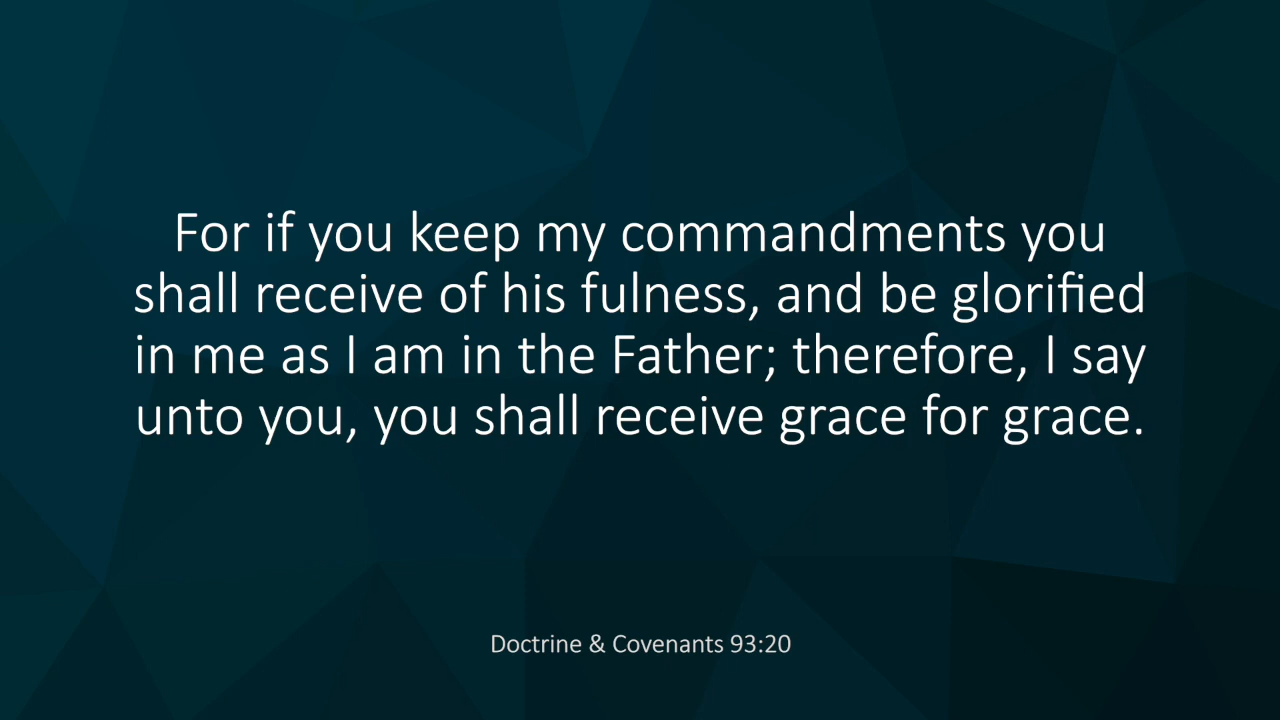 For if you keep my commandments you
shall receive of his fulness, and be glorified
in me as I am in the Father; therefore, I say
unto you, you shall receive grace for grace.
Doctrine & Covenants 93:20